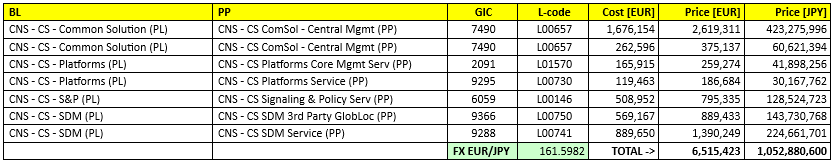 BL PP GIC L-code Cost [EUR] Price [EUR] Price [JPY]
CNS - CS - Common Solution (PL) CNS - CS ComSol - Central Mgmt (PP) 7490 L00657 1,676,154 2,619,311 423,275,996
CNS - CS - Common Solution (PL) CNS - CS ComSol - Central Mgmt (PP) 7490 L00657 262,596 375,137 60,621,394
CNS - CS - Platforms (PL) CNS - CS Platforms Core Mgmt Serv (PP) 2091 L01570 165,915 259,274 41,898,256
CNS - CS - Platforms (PL) CNS - CS Platforms Service (PP) 9295 L00730 119,463 186,684 30,167,762
CNS - CS - S&P (PL) CNS - CS Signaling & Policy Serv (PP) 6059 L00146 508,952 795,335 128,524,723
CNS - CS - SDM (PL) CNS - CS SDM 3rd Party GlobLoc (PP) 9366 L00750 569,167 889,433 143,730,768
CNS - CS - SDM (PL) CNS - CS SDM Service (PP) 9288 L00741 889,650 1,390,249 224,661,701
FX EUR/JPY 161.5982 TOTAL -> 6,515,423 1,052,880,600